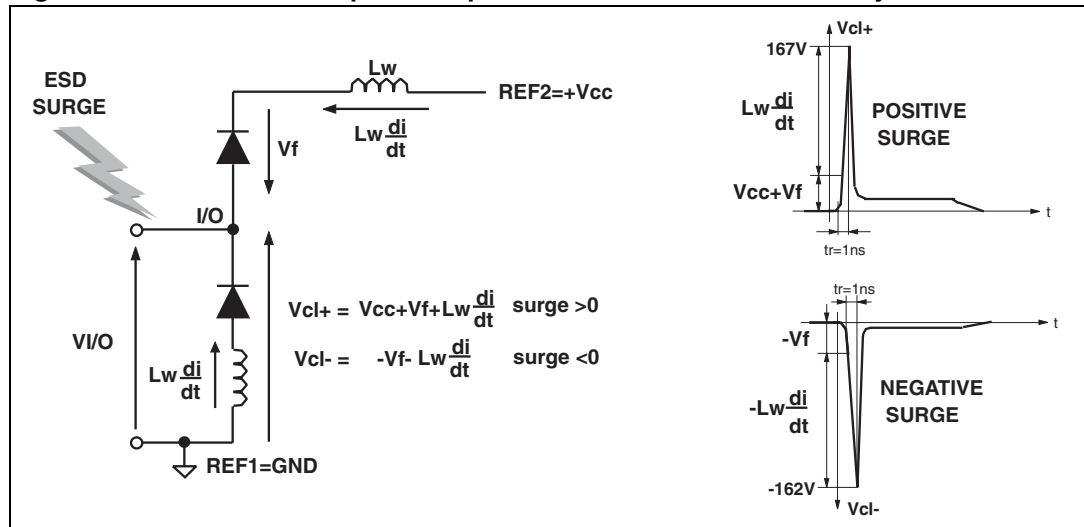 ESD
SURGE
Lw
REF2=+Vcc
Lw di/dt
Vf
I/O
VI/O
Vcl+ = Vcc+Vf+Lw di/dt surge >0
Vcl- = -Vf- Lw di/dt surge <0
Lw di/dt
REF1=GND
Vcl+
167V
Lw di/dt
POSITIVE
SURGE
Vcc+Vf
t
tr=1ns
tr=1ns
t
-Vf
-Lw di/dt
NEGATIVE
SURGE
-162V
Vcl-